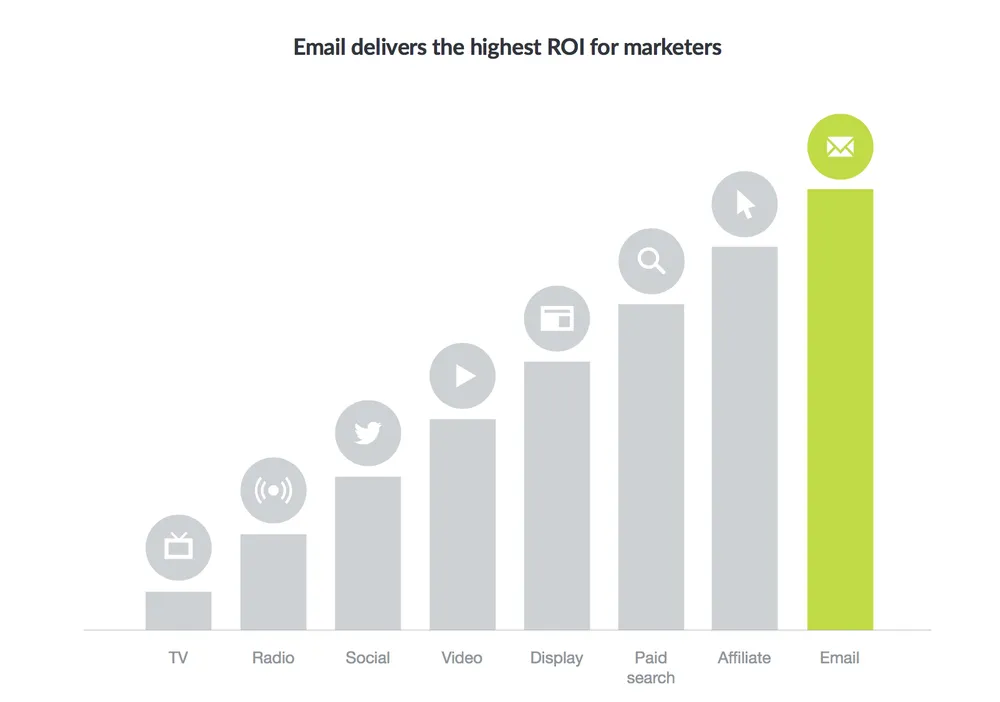 Email delivers the highest ROI for marketers
TV
Radio
Social
Video
Display
Paid
search
Affiliate
Email